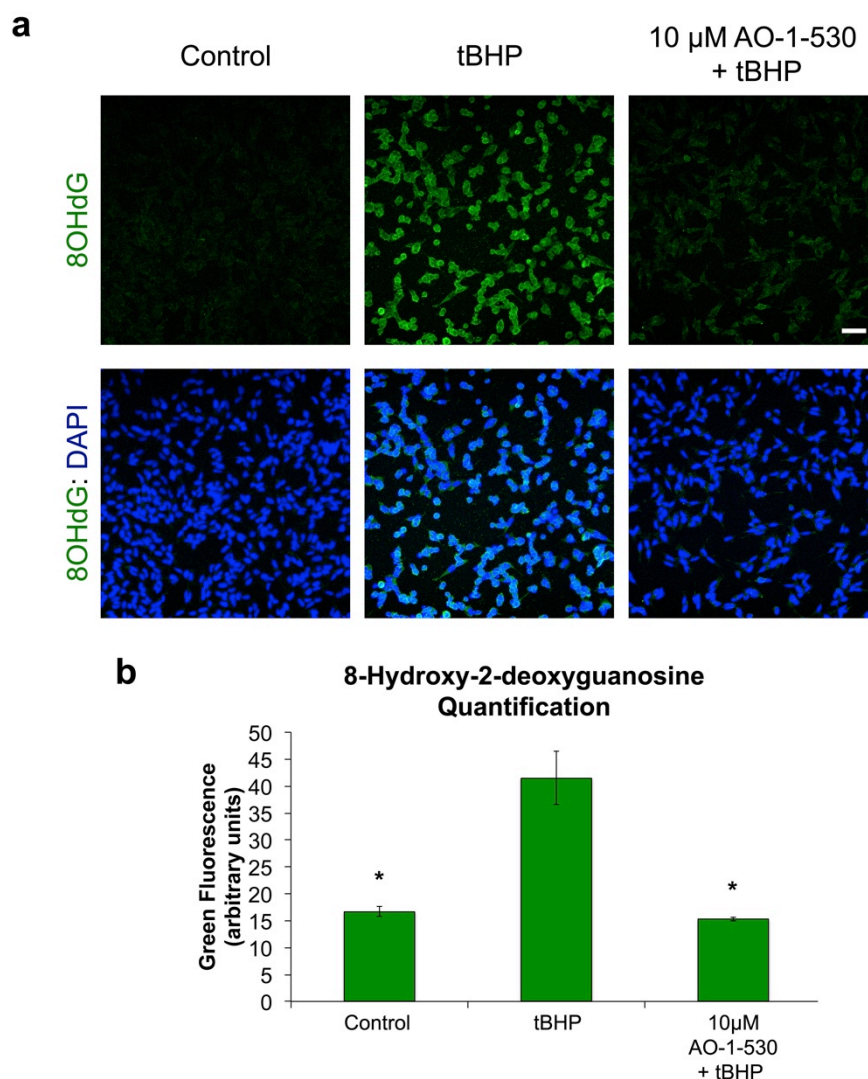 a
Control
tBHP
10 µM AO-1-530
+ tBHP
8OHdG
8OHdG: DAPI
b
8-Hydroxy-2-deoxyguanosine
Quantification
Green Fluorescence
(arbitrary units)
50
45
40
35
30
25
20
15
10
5
0
*
*
Control
tBHP
10µM
AO-1-530
+ tBHP